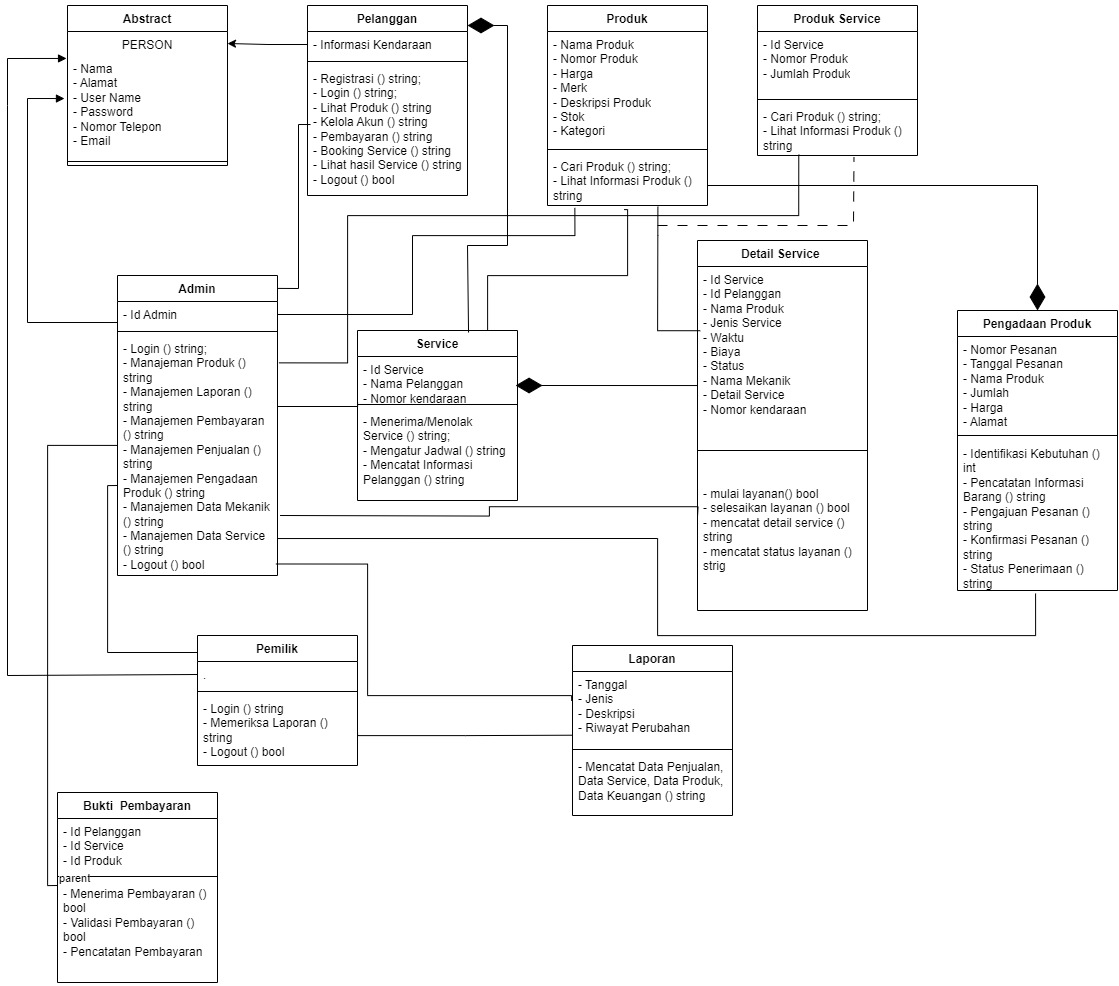 Abstract
PERSON
- Nama
- Alamat
- User Name
- Password
- Nomor Telepon
- Email
Pelanggan
- Informasi Kendaraan
- Registrasi () string;
- Login () string;
- Lihat Produk () string
- Kelola Akun () string
- Pembayaran () string
- Booking Service () string
- Lihat hasil Service () string
- Logout () bool
Produk
- Nama Produk
- Nomor Produk
- Harga
- Merk
- Deskripsi Produk
- Stok
- Kategori
- Cari Produk () string;
- Lihat Informasi Produk ()
string
Produk Service
- Id Service
- Nomor Produk
- Jumlah Produk
- Cari Produk () string;
- Lihat Informasi Produk ()
string
Admin
- Id Admin
- Login () string;
- Manajeman Produk ()
string
- Manajemen Laporan ()
string
- Manajemen Pembayaran
() string
- Manajemen Penjualan ()
string
- Manajemen Pengadaan
Produk () string
- Manajemen Data Mekanik
() string
- Manajemen Data Service
() string
- Logout () bool
Service
- Id Service
- Nama Pelanggan
- Nomor kendaraan
- Menerima/Menolak
Service () string;
- Mengatur Jadwal () string
- Mencatat Informasi
Pelanggan () string
Detail Service
- Id Service
- Id Pelanggan
- Nama Produk
- Jenis Service
- Waktu
- Biaya
- Status
- Nama Mekanik
- Detail Service
- Nomor kendaraan
- mulai layanan() bool
- selesaikan layanan () bool
- mencatat detail service ()
string
- mencatat status layanan ()
strig
Pengadaan Produk
- Nomor Pesanan
- Tanggal Pesanan
- Nama Produk
- Jumlah
- Harga
- Alamat
- Identifikasi Kebutuhan ()
int
- Pencatatan Informasi
Barang () string
- Pengajuan Pesanan ()
string
- Konfirmasi Pesanan ()
string
- Status Penerimaan ()
string
Pemilik
.
- Login () string
- Memeriksa Laporan ()
string
- Logout () bool
Laporan
- Tanggal
- Jenis
- Deskripsi
- Riwayat Perubahan
- Mencatat Data Penjualan,
Data Service, Data Produk,
Data Keuangan () string
Bukti  Pembayaran
- Id Pelanggan
- Id Service
- Id Produk
parent
- Menerima Pembayaran ()
bool
- Validasi Pembayaran ()
bool
- Pencatatan Pembayaran